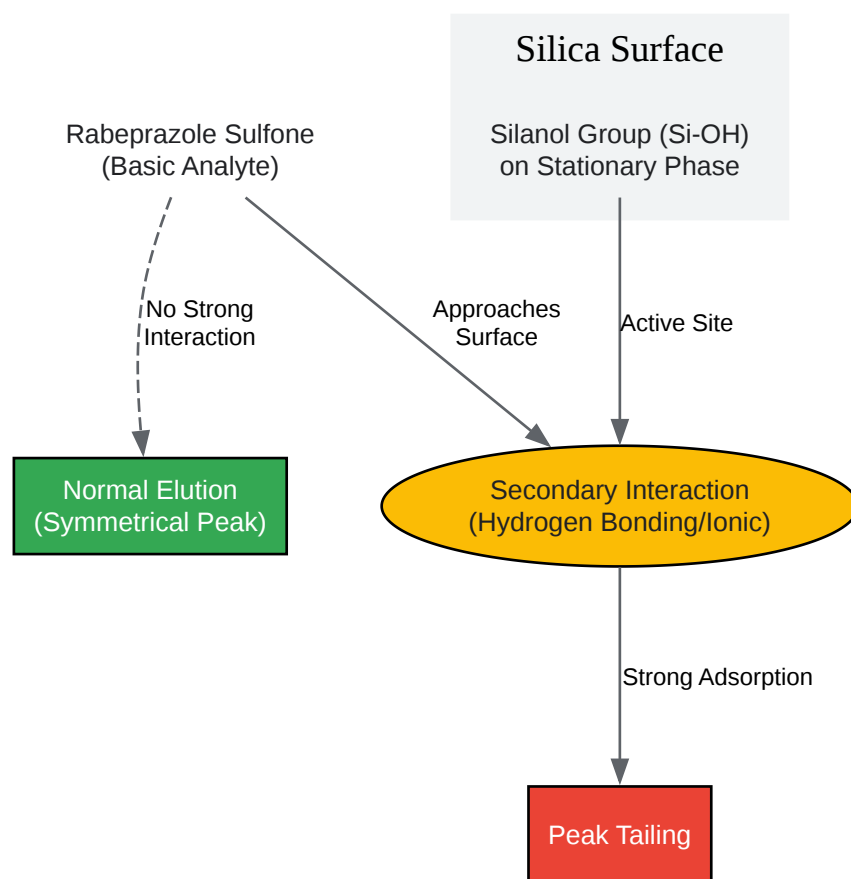 Silica Surface
Rabeprazole Sulfone
(Basic Analyte)
Silanol Group (Si-OH)
on Stationary Phase
No Strong
Interaction
Approaches
Surface
Active Site
Normal Elution
(Symmetrical Peak)
Secondary Interaction
(Hydrogen Bonding/Ionic)
Strong Adsorption
Peak Tailing